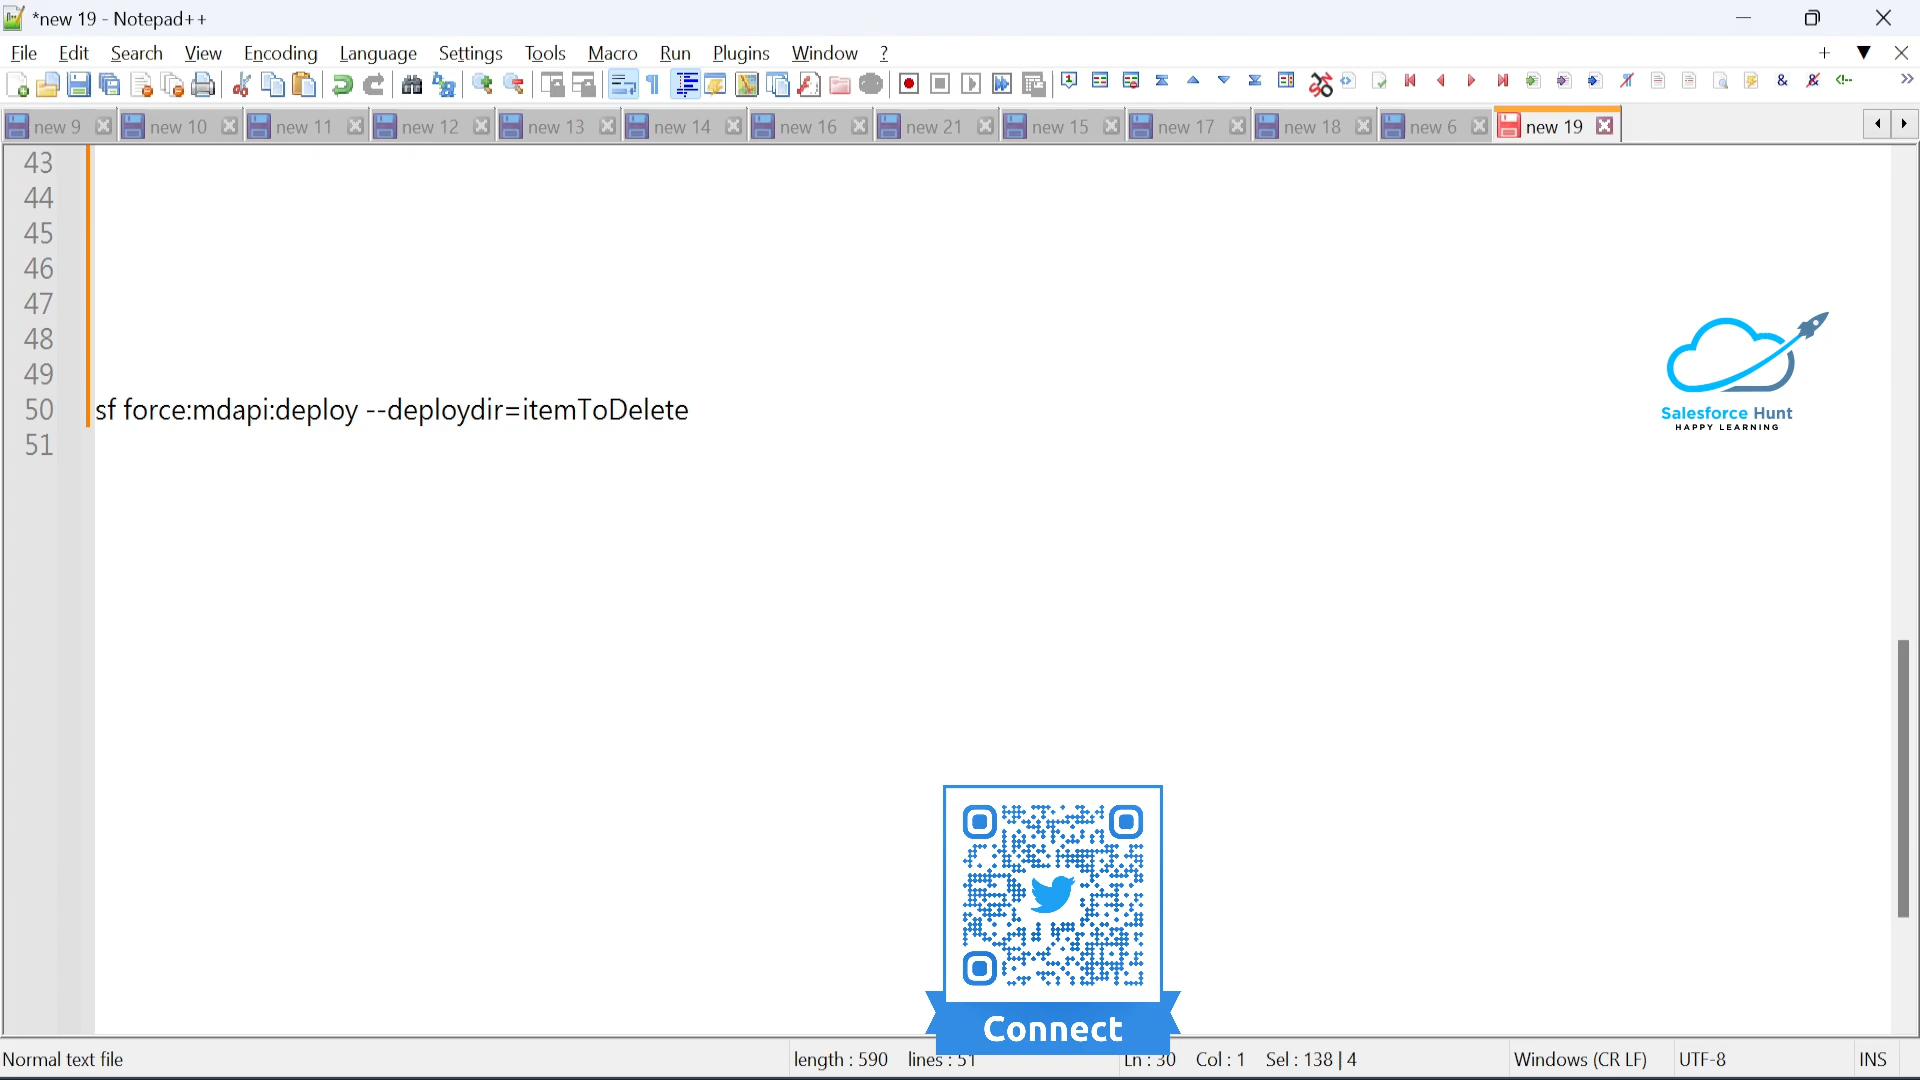 *new 19 - Notepad++
File Edit Search View Encoding Language Settings Tools Macro Run Plugins Window ?
new 9 new 10 new 11 new 12 new 13 new 14 new 16 new 21 new 15 new 17 new 18 new 6 new 19
43
44
45
46
47
48
49
50 sf force:mdapi:deploy --deploydir=itemToDelete
51
Salesforce Hunt
HAPPY LEARNING
Connect
Normal text file length : 590 lines : 51 Ln : 30 Col : 1 Sel : 138 | 4 Windows (CR LF) UTF-8 INS